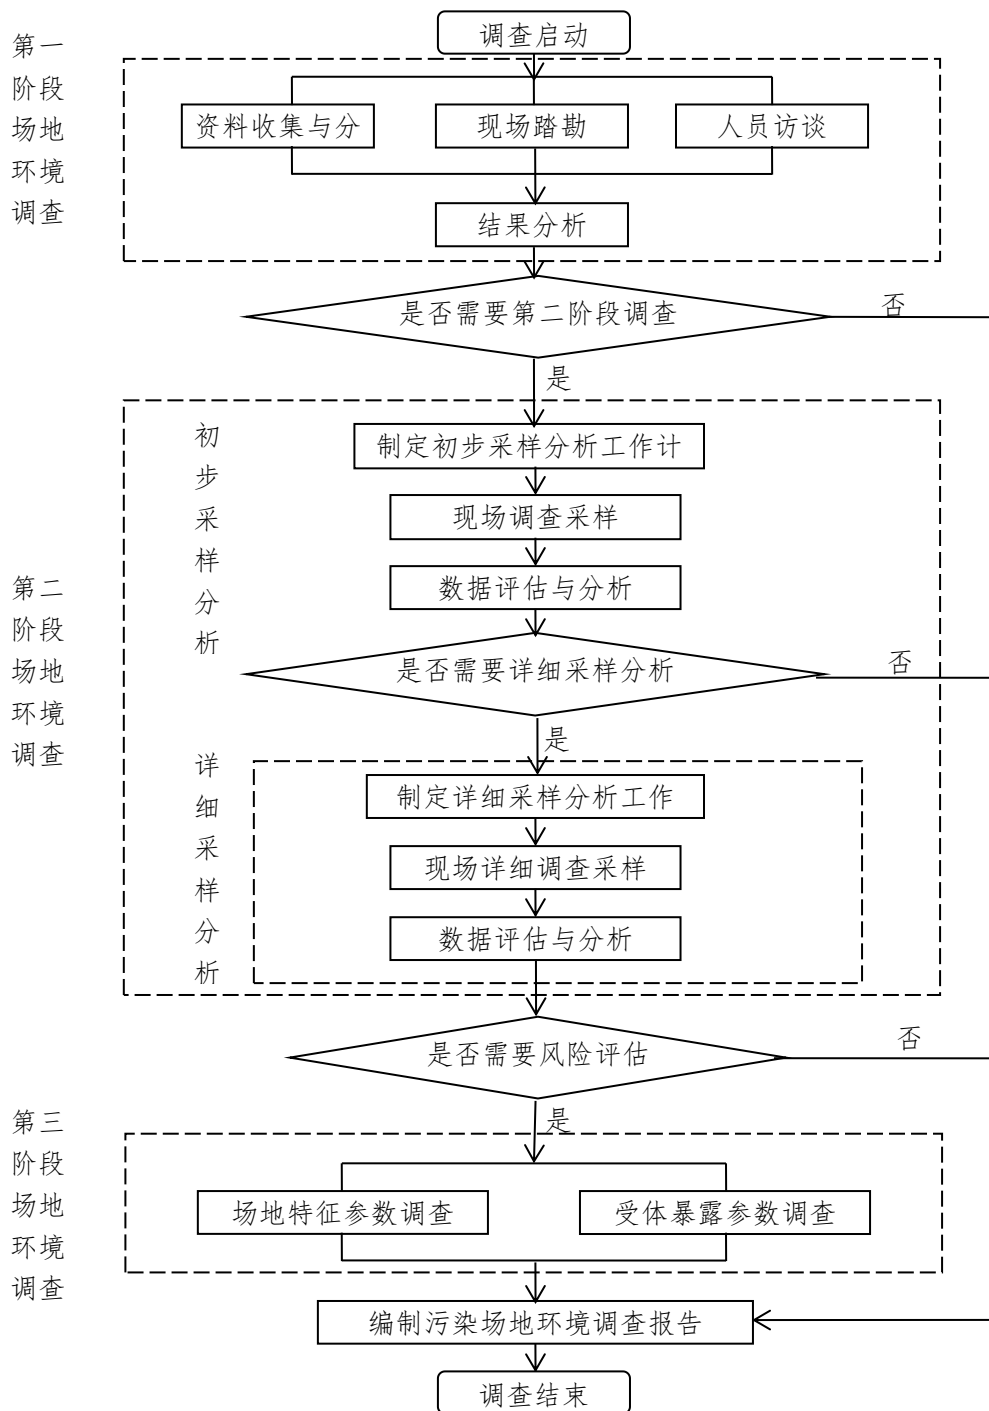 调查启动
第一
阶段
场地
环境
调查
资料收集与分
现场踏勘
人员访谈
结果分析
是否需要第二阶段调查
否
是
第二
阶段
场地
环境
调查
初
步
采
样
分
析
制定初步采样分析工作计
现场调查采样
数据评估与分析
是否需要详细采样分析
否
是
详
细
采
样
分
析
制定详细采样分析工作
现场详细调查采样
数据评估与分析
是否需要风险评估
否
是
第三
阶段
场地
环境
调查
场地特征参数调查
受体暴露参数调查
编制污染场地环境调查报告
调查结束